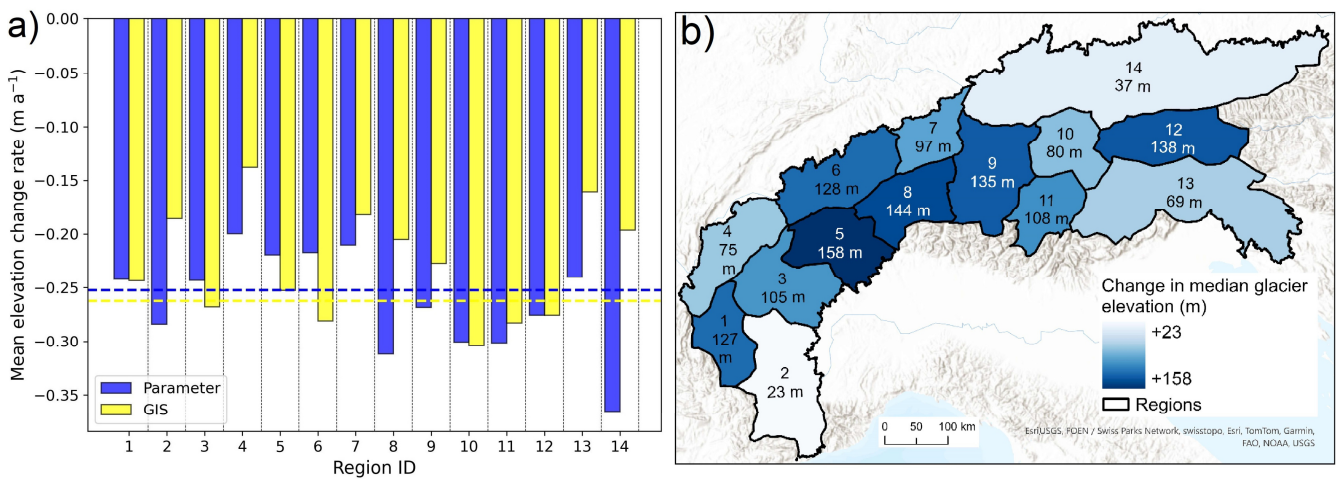 a)
Mean elevation change rate (m a⁻¹)
0.00
−0.05
−0.10
−0.15
−0.20
−0.25
−0.30
−0.35
Parameter
GIS
1 2 3 4 5 6 7 8 9 10 11 12 13 14
Region ID
b)
14
37 m
7
97 m
10
80 m
12
138 m
6
128 m
9
135 m
8
144 m
13
69 m
11
108 m
4
75
m
5
158 m
3
105 m
1
127
m
2
23 m
Change in median glacier
elevation (m)
+23
+158
Regions
0 50 100 km
Esri, USGS, FOEN / Swiss Parks Network, swisstopo, Esri, TomTom, Garmin,
FAO, NOAA, USGS